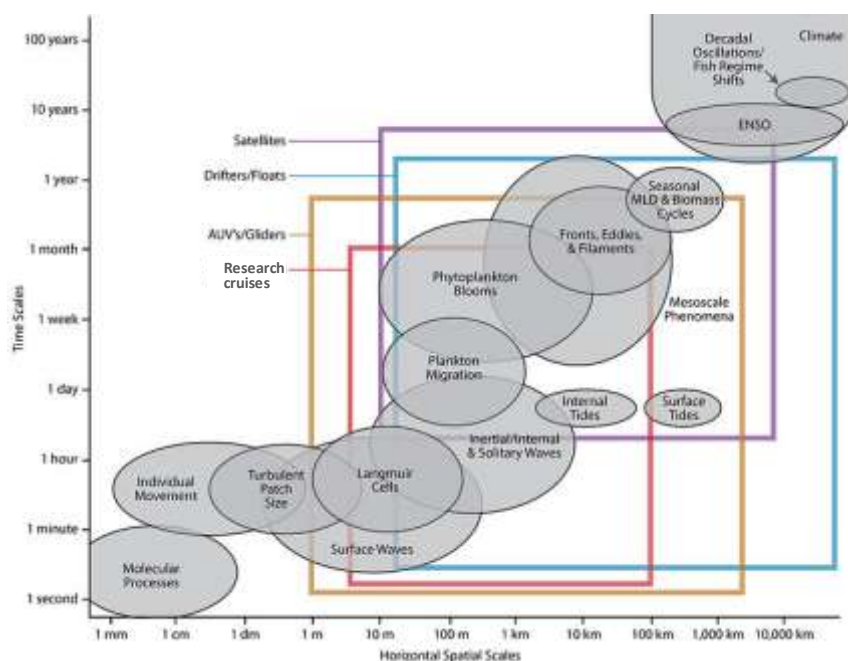 100 years
10 years
1 year
1 month
1 week
1 day
1 hour
1 minute
1 second
Time Scales
Satellites
Drifters/Floats
AUV's/Gliders
Research
cruises
Decadal
Oscillations/
Fish Regime
Shifts
Climate
ENSO
Seasonal
MLD & Biomass
Cycles
Fronts, Eddies,
& Filaments
Phytoplankton
Blooms
Mesoscale
Phenomena
Plankton
Migration
Internal
Tides
Surface
Tides
Inertial/Internal
& Solitary Waves
Individual
Movement
Turbulent
Patch
Size
Langmuir
Cells
Surface Waves
Molecular
Processes
1 mm
1 cm
1 dm
1 m
10 m
100 m
1 km
10 km
100 km
1,000 km
10,000 km
Horizontal Spatial Scales